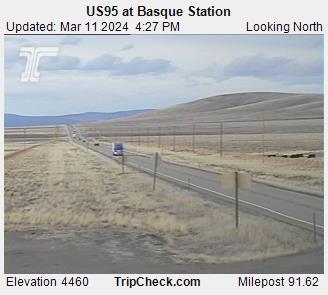 US95 at Basque Station
Updated: Mar 11 2024  4:27 PM
Looking North
Elevation 4460
TripCheck.com
Milepost 91.62